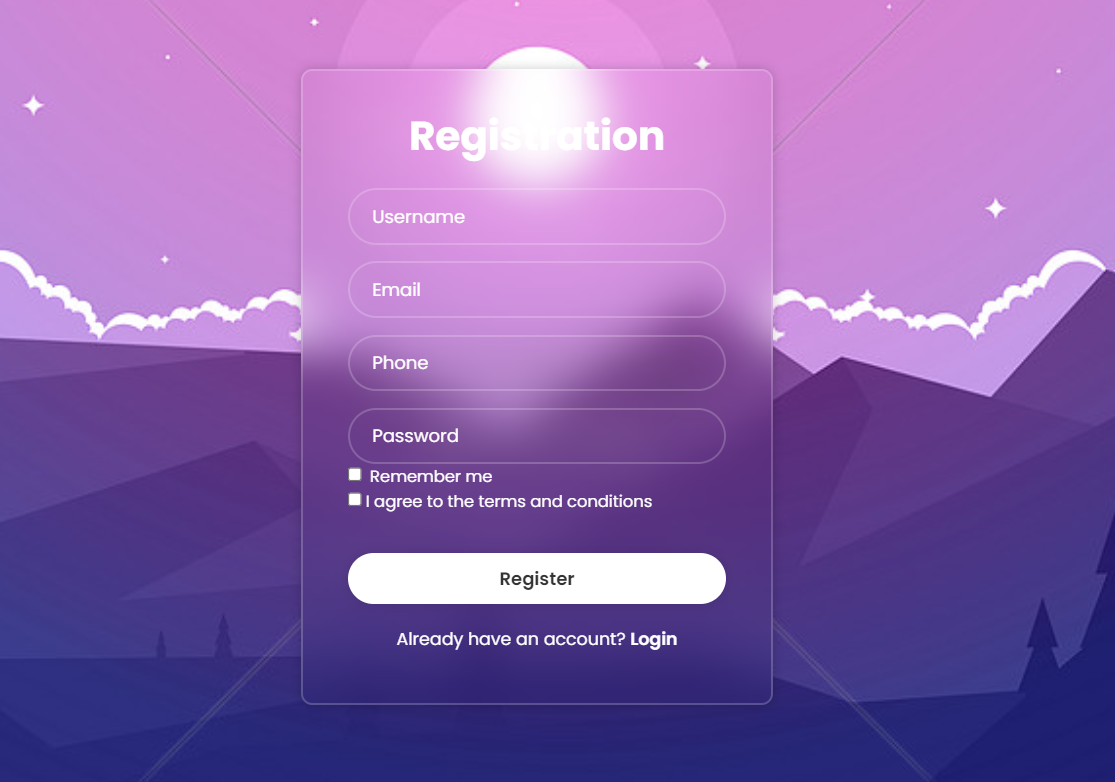 Registration
Username
Email
Phone
Password
Remember me
I agree to the terms and conditions
Register
Already have an account? Login